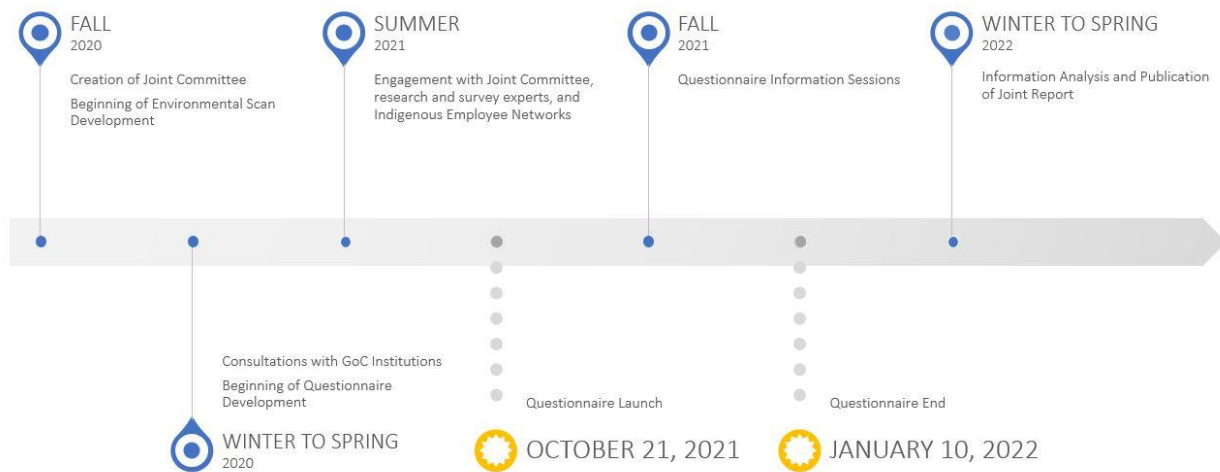 FALL
2020
Creation of Joint Committee
Beginning of Environmental Scan
Development
SUMMER
2021
Engagement with Joint Committee,
research and survey experts, and
Indigenous Employee Networks
FALL
2021
Questionnaire Information Sessions
WINTER TO SPRING
2022
Information Analysis and Publication
of Joint Report
Consultations with GoC Institutions
Beginning of Questionnaire
Development
WINTER TO SPRING
2020
Questionnaire Launch
OCTOBER 21, 2021
Questionnaire End
JANUARY 10, 2022